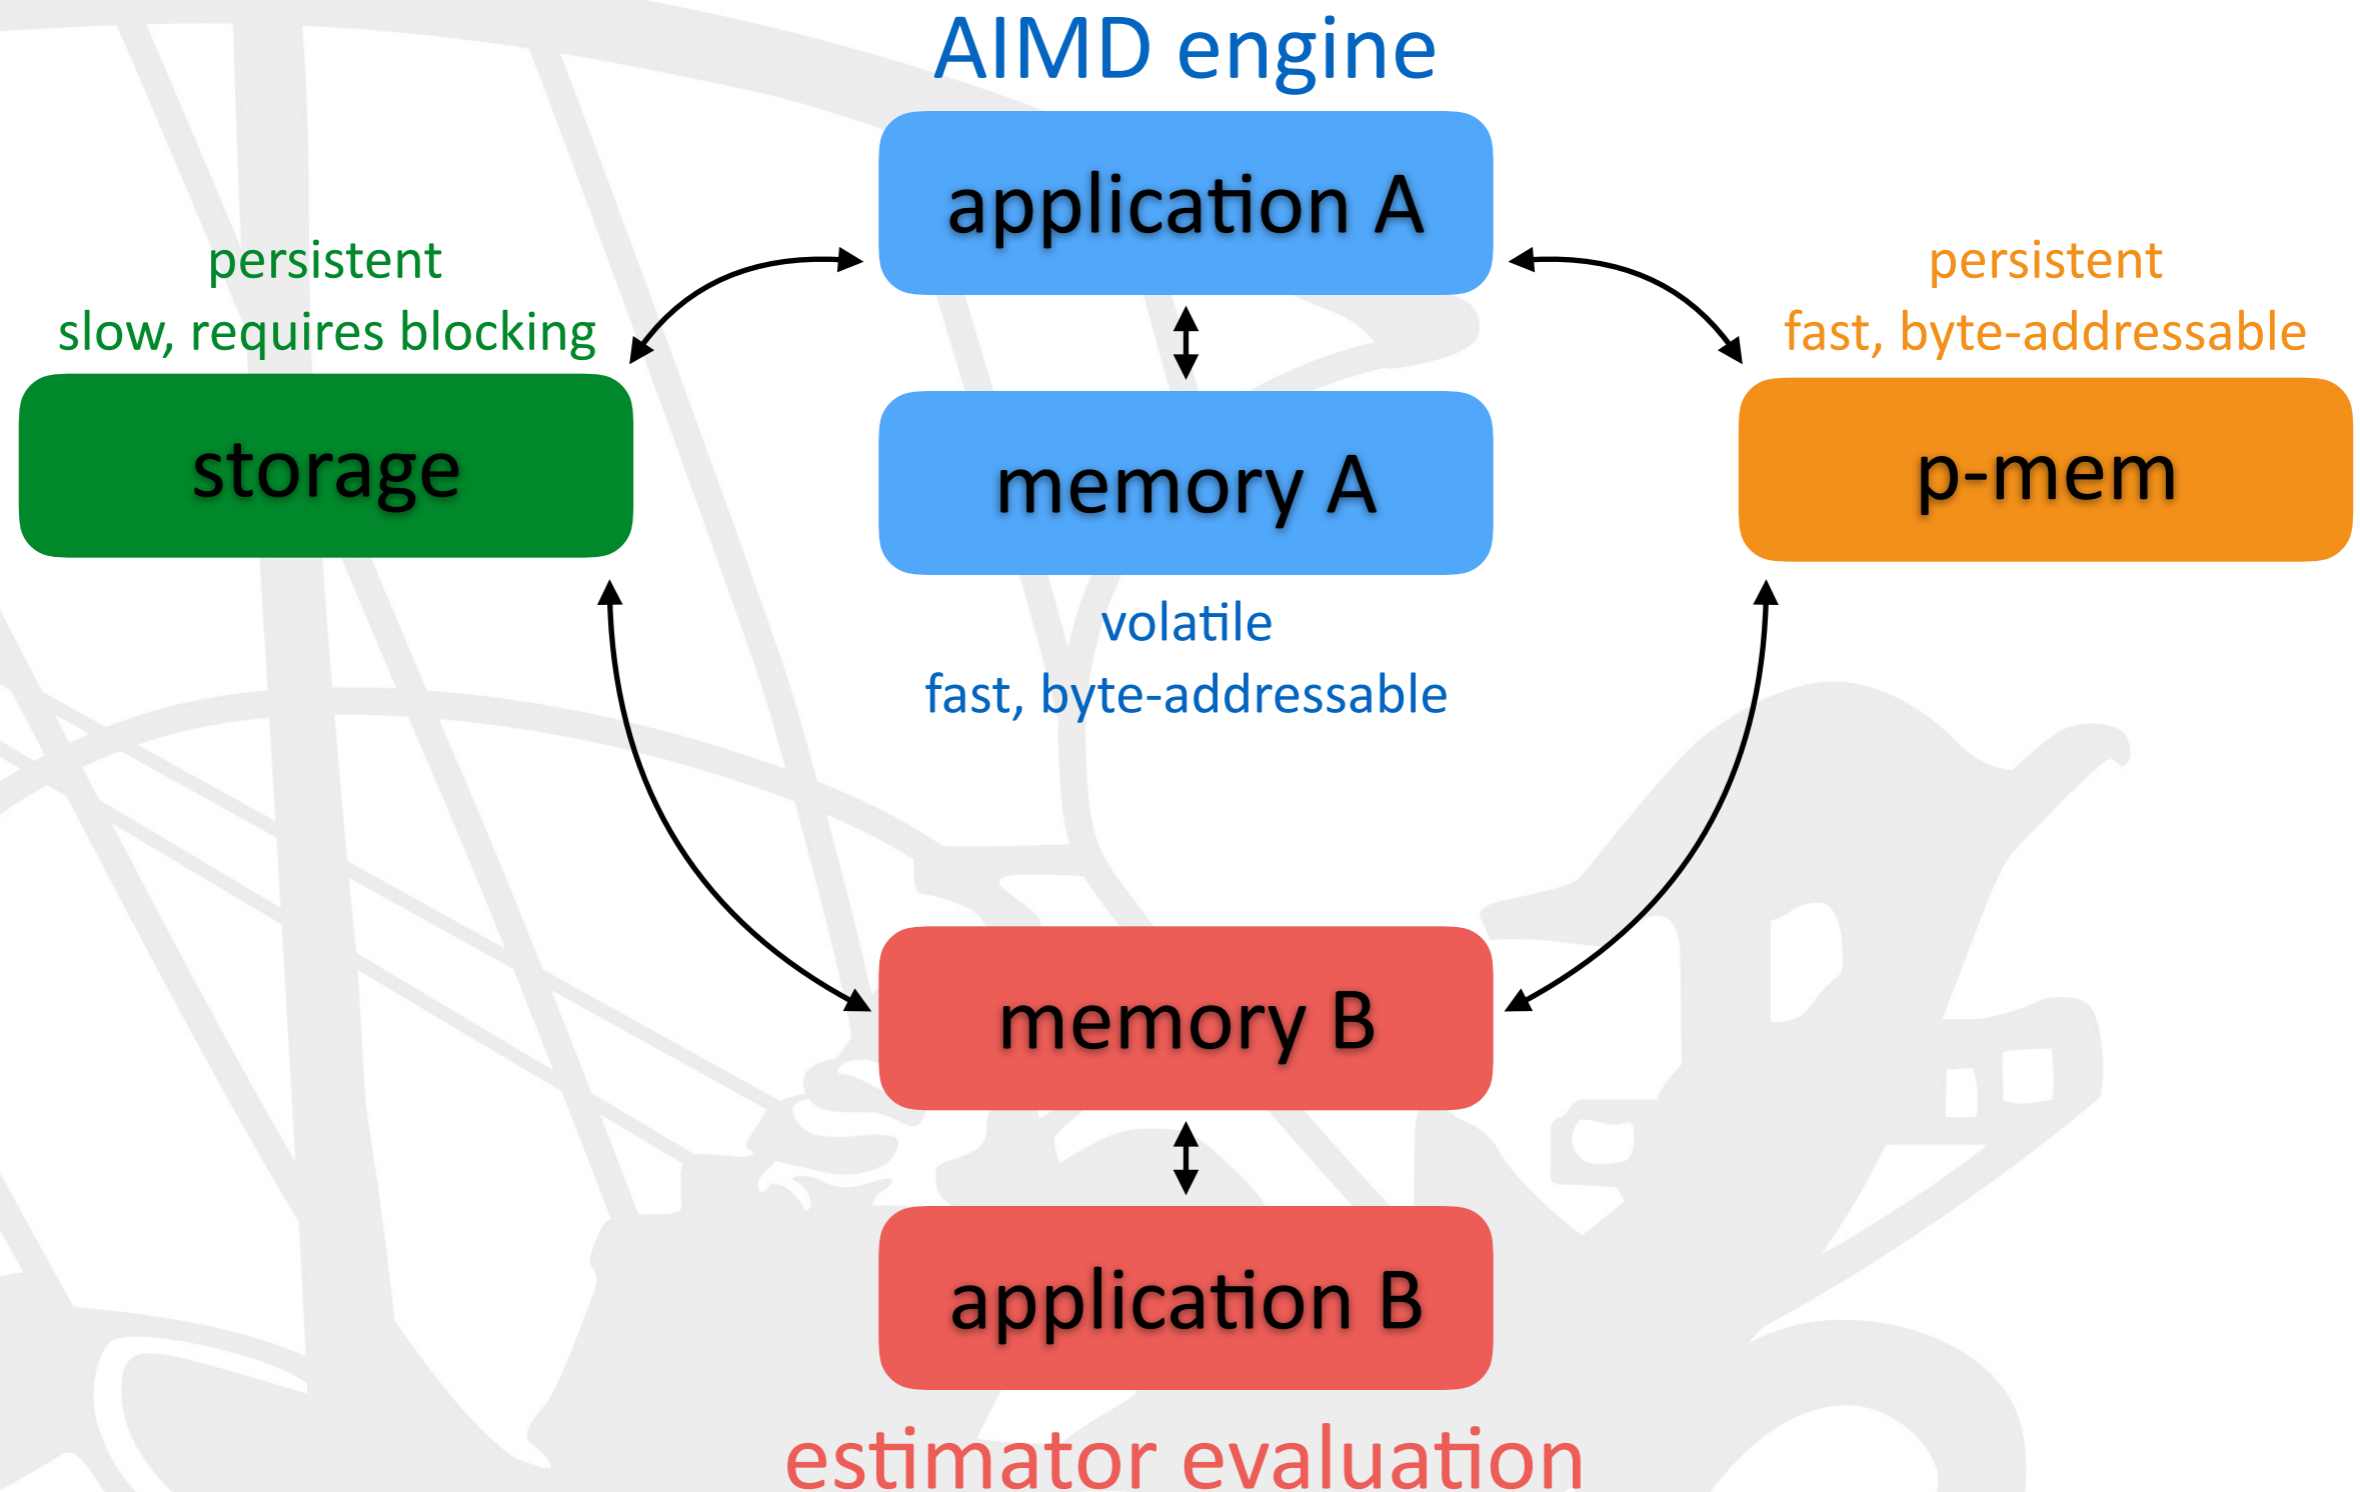 AIMD engine
application A
persistent
slow, requires blocking
persistent
fast, byte-addressable
storage
memory A
p-mem
volatile
fast, byte-addressable
memory B
application B
estimator evaluation